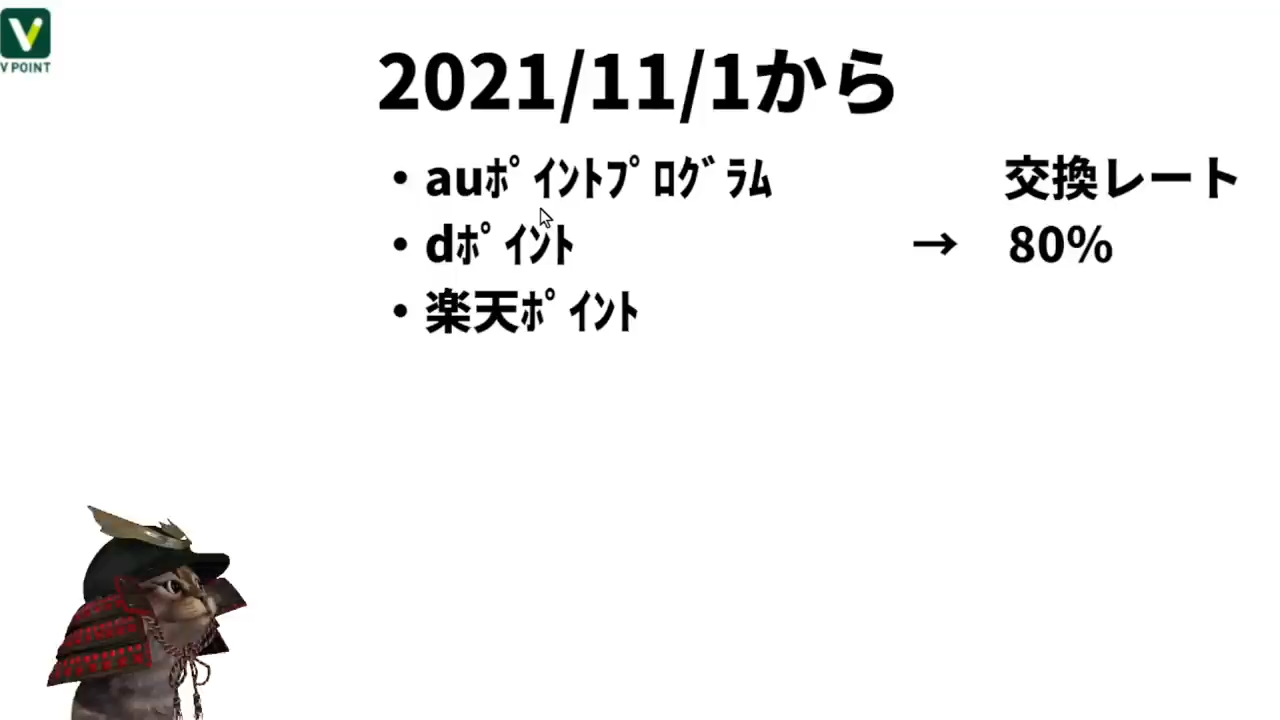 V POINT
2021/11/1から
・auﾎﾟｲﾝﾄﾌﾟﾛｸﾞﾗﾑ 交換レート
・dﾎﾟｲﾝﾄ → 80%
・楽天ﾎﾟｲﾝﾄ